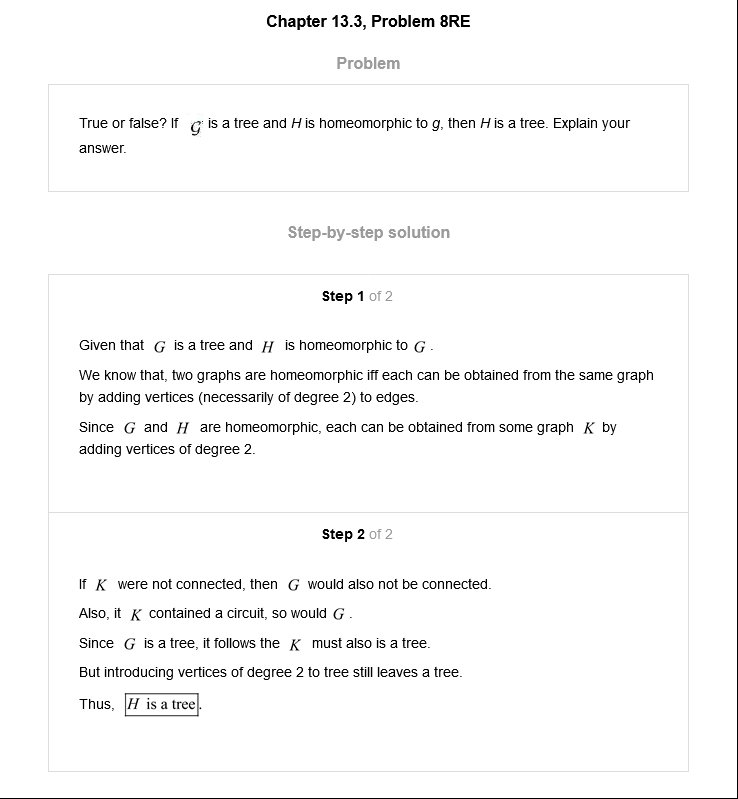 Chapter 13.3, Problem 8RE
Problem
True or false? If G is a tree and H is homeomorphic to g, then H is a tree. Explain your
answer.
Step-by-step solution
Step 1 of 2
Given that G is a tree and H is homeomorphic to G .
We know that, two graphs are homeomorphic iff each can be obtained from the same graph
by adding vertices (necessarily of degree 2) to edges.
Since G and H are homeomorphic, each can be obtained from some graph K by
adding vertices of degree 2.
Step 2 of 2
If K were not connected, then G would also not be connected.
Also, it K contained a circuit, so would G .
Since G is a tree, it follows the K must also is a tree.
But introducing vertices of degree 2 to tree still leaves a tree.
Thus, H is a tree.